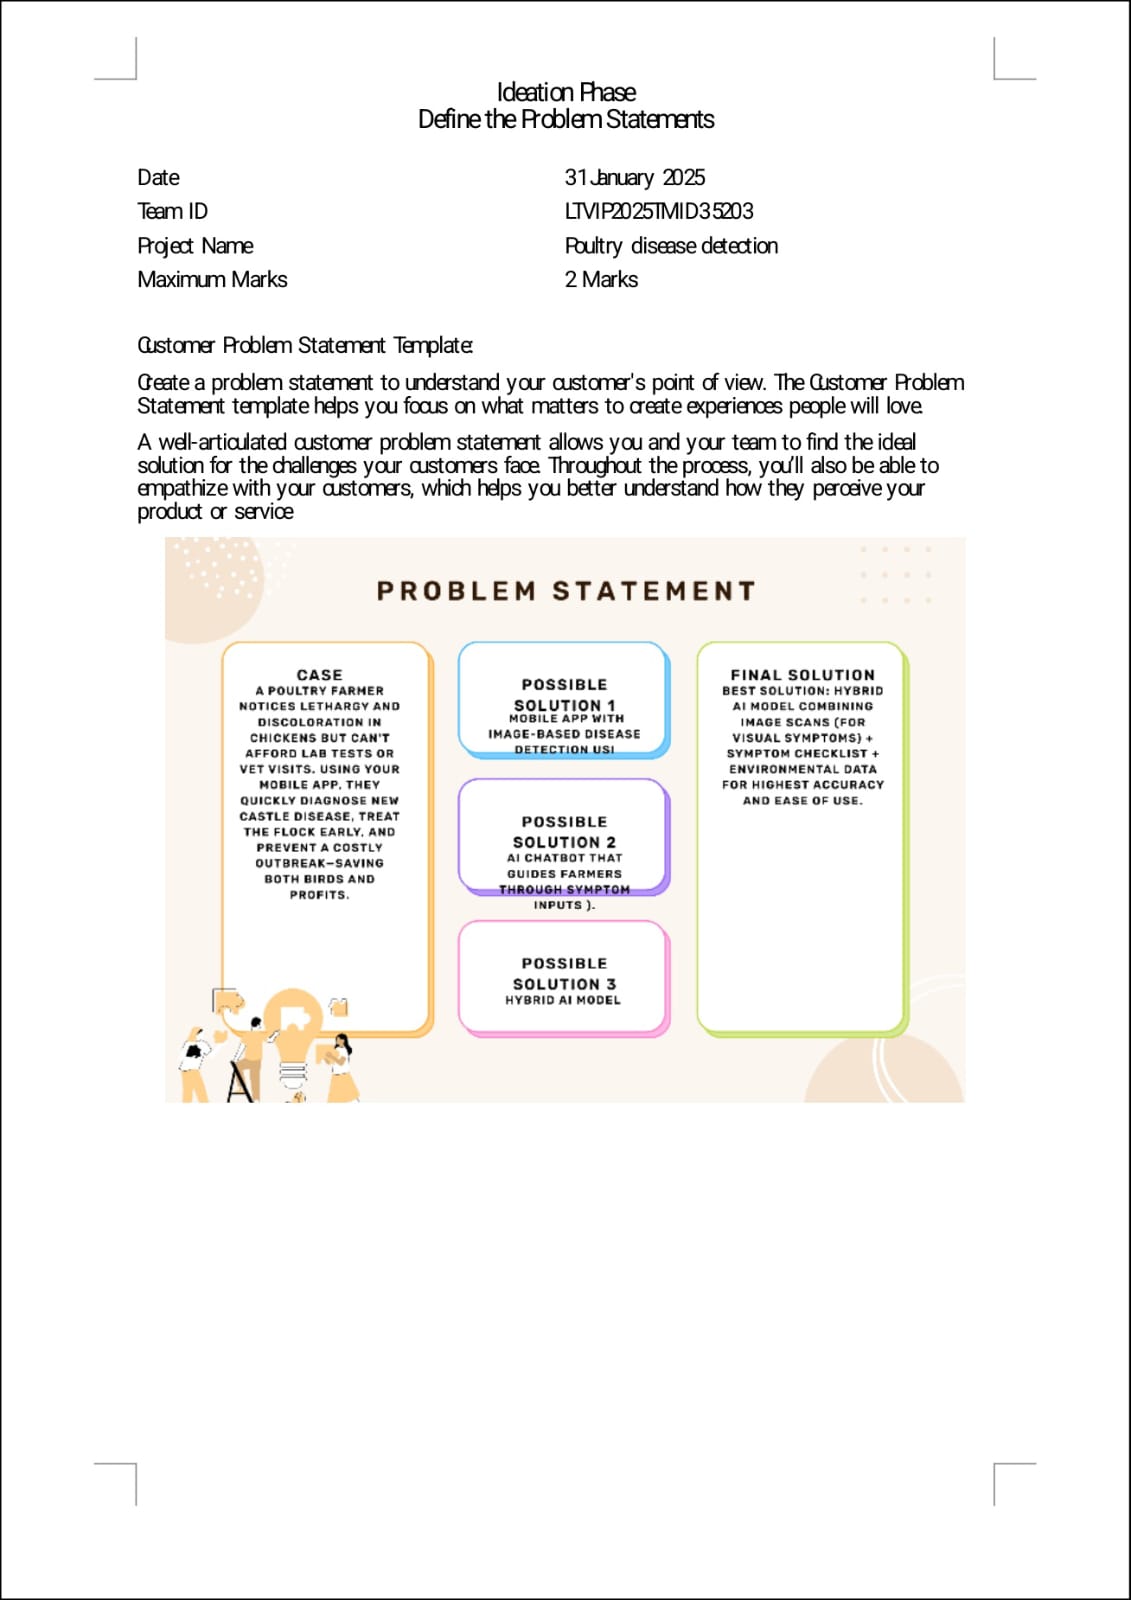 Ideation Phase
Define the Problem Statements
Date 31 January 2025
Team ID LTVIP2025TMID35203
Project Name Poultry disease detection
Maximum Marks 2 Marks
Customer Problem Statement Template:
Create a problem statement to understand your customer's point of view. The Customer Problem
Statement template helps you focus on what matters to create experiences people will love.
A well-articulated customer problem statement allows you and your team to find the ideal
solution for the challenges your customers face. Throughout the process, you'll also be able to
empathize with your customers, which helps you better understand how they perceive your
product or service
PROBLEM STATEMENT
CASE
A POULTRY FARMER
NOTICES LETHARGY AND
DISCOLORATION IN
CHICKENS BUT CAN'T
AFFORD LAB TESTS OR
VET VISITS. USING YOUR
MOBILE APP, THEY
QUICKLY DIAGNOSE NEW
CASTLE DISEASE, TREAT
THE FLOCK EARLY, AND
PREVENT A COSTLY
OUTBREAK—SAVING
BOTH BIRDS AND
PROFITS.
POSSIBLE
SOLUTION 1
MOBILE APP WITH
IMAGE-BASED DISEASE
DETECTION USI
POSSIBLE
SOLUTION 2
AI CHATBOT THAT
GUIDES FARMERS
THROUGH SYMPTOM
INPUTS ).
POSSIBLE
SOLUTION 3
HYBRID AI MODEL
FINAL SOLUTION
BEST SOLUTION: HYBRID
AI MODEL COMBINING
IMAGE SCANS (FOR
VISUAL SYMPTOMS) +
SYMPTOM CHECKLIST +
ENVIRONMENTAL DATA
FOR HIGHEST ACCURACY
AND EASE OF USE.